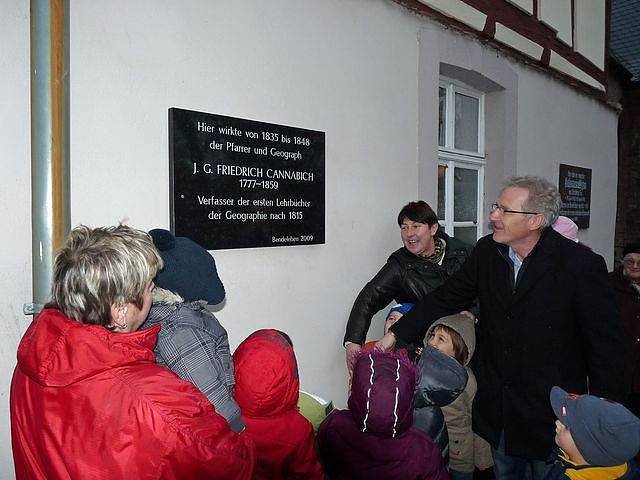 Hier wirkte von 1835 bis 1848
der Pfarrer und Geograph
J. G. FRIEDRICH CANNABICH
1777–1859
Verfasser der ersten Lehrbücher
der Geographie nach 1815
Bendeleben 2009